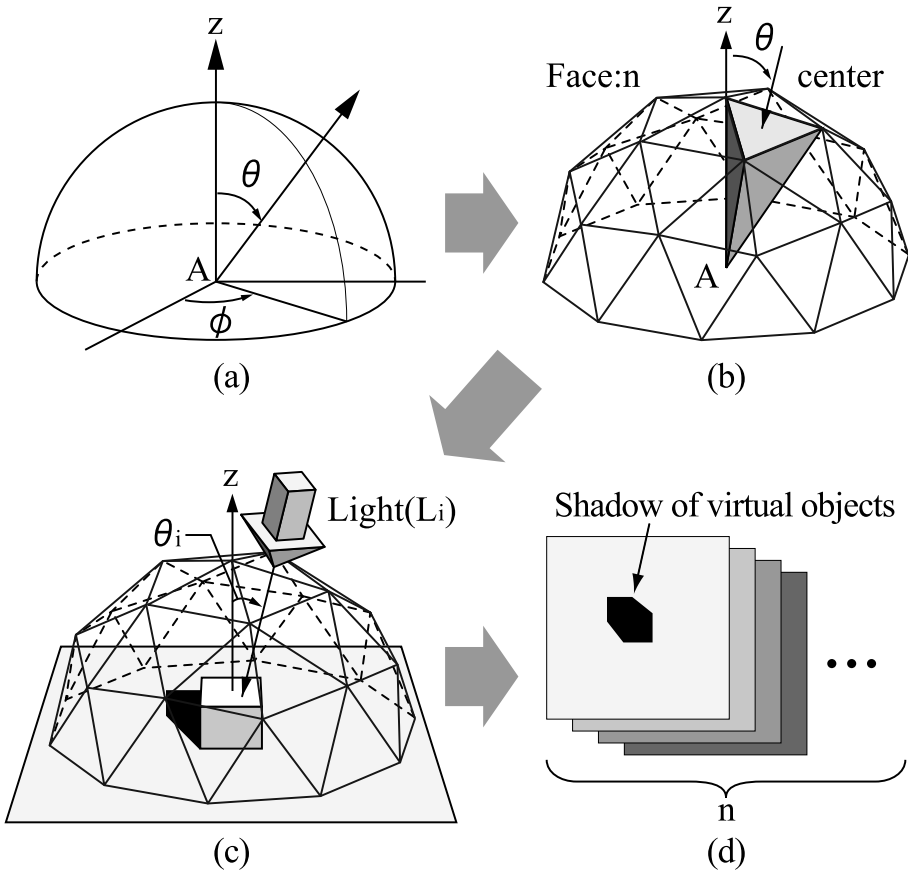 z
θ
A
ϕ
(a)
z
θ
Face:n
center
A
(b)
z
Light(Li)
θi
(c)
Shadow of virtual objects
•••
n
(d)